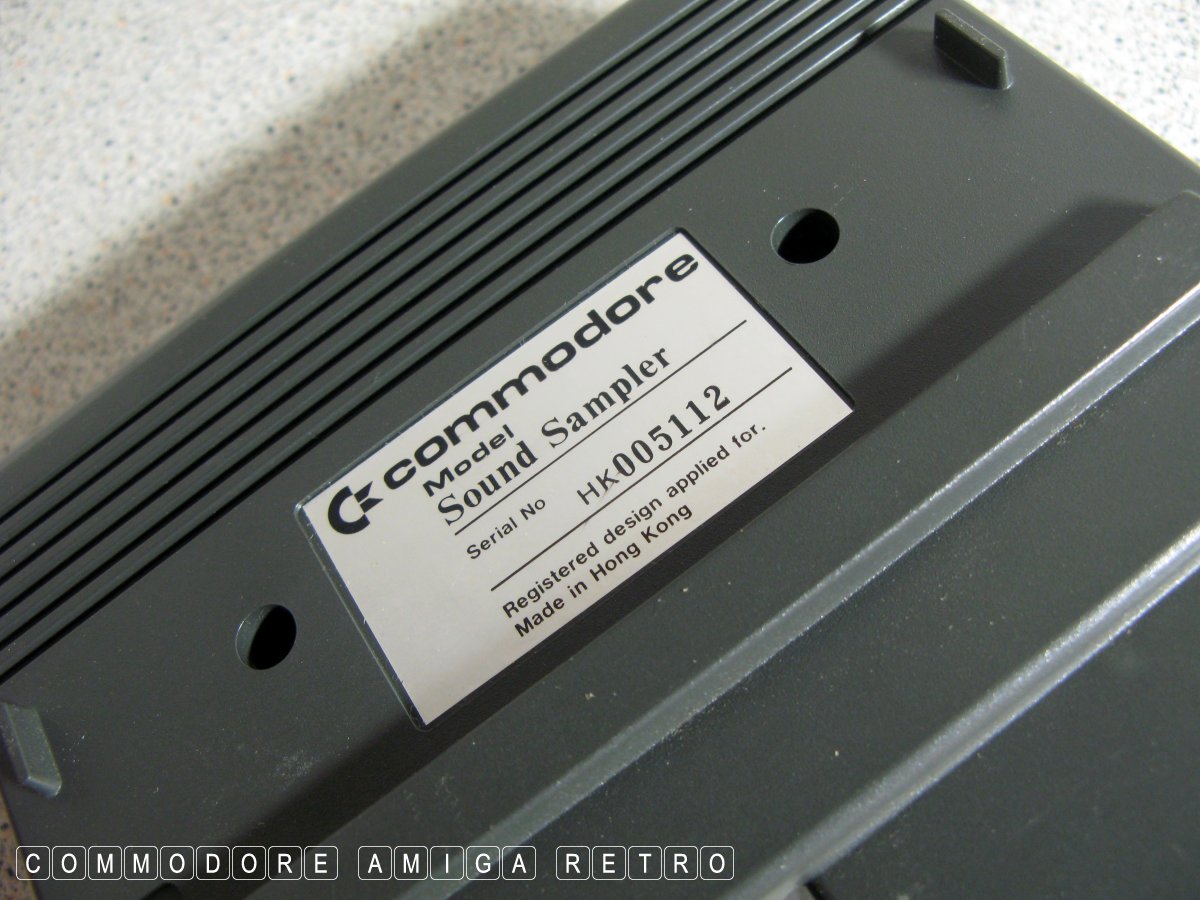 commodore
Model
Sound Sampler
Serial No HK005112
Registered design applied for.
Made in Hong Kong
COMMODORE AMIGA RETRO